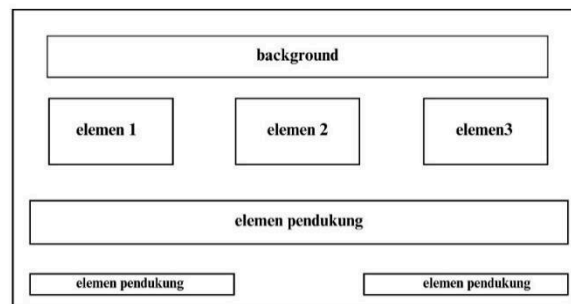 background
elemen 1
elemen 2
elemen3
elemen pendukung
elemen pendukung
elemen pendukung